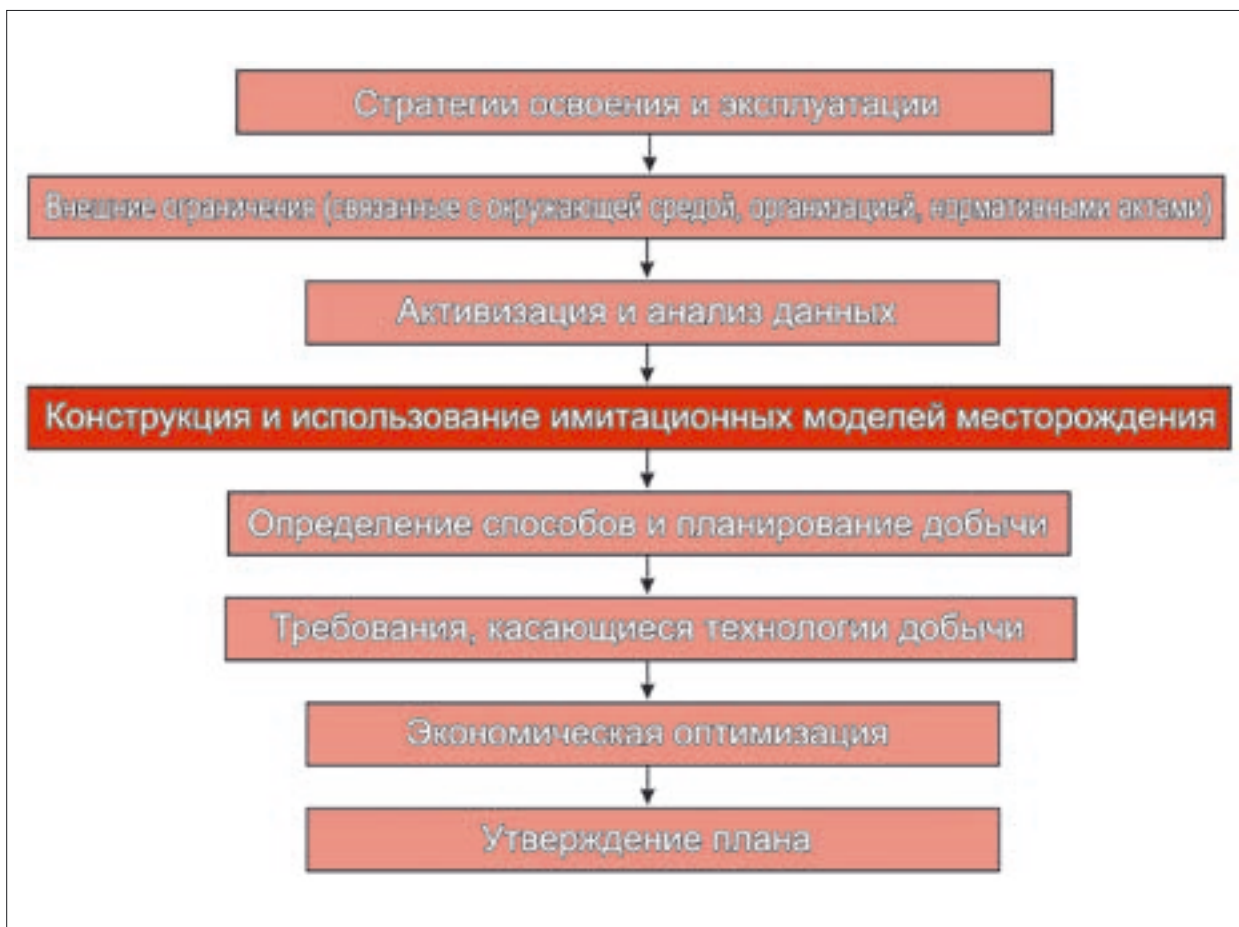 Стратегии освоения и эксплуатации
Внешние ограничения (связанные с окружающей средой, организацией, нормативными актами)
Активизация и анализ данных
Конструкция и использование имитационных моделей месторождения
Определение способов и планирование добычи
Требования, касающиеся технологии добычи
Экономическая оптимизация
Утверждение плана